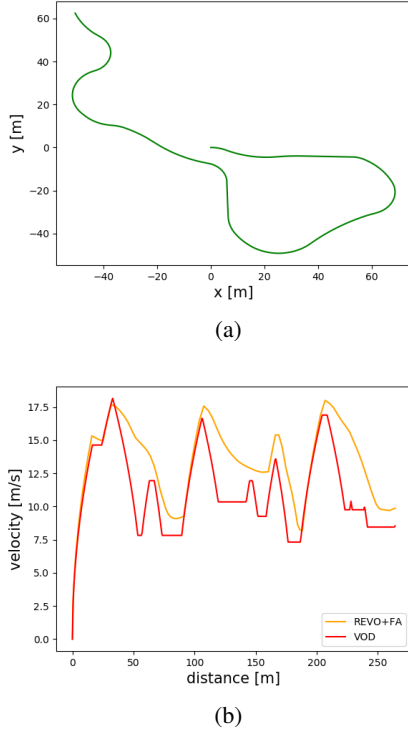 60
40
20
0
−20
−40
y [m]
−40 −20 0 20 40 60
x [m]
(a)
17.5
15.0
12.5
10.0
7.5
5.0
2.5
0.0
velocity [m/s]
REVO+FA
VOD
0 50 100 150 200 250
distance [m]
(b)